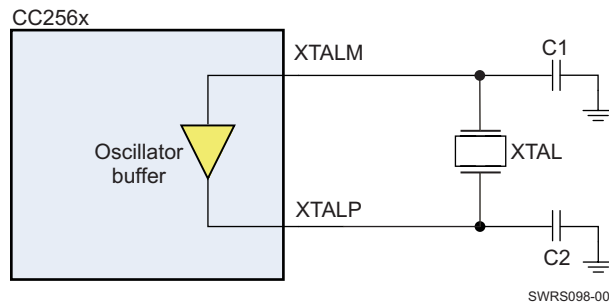 CC256x
XTALM
C1
Oscillator
buffer
XTAL
XTALP
C2
SWRS098-00